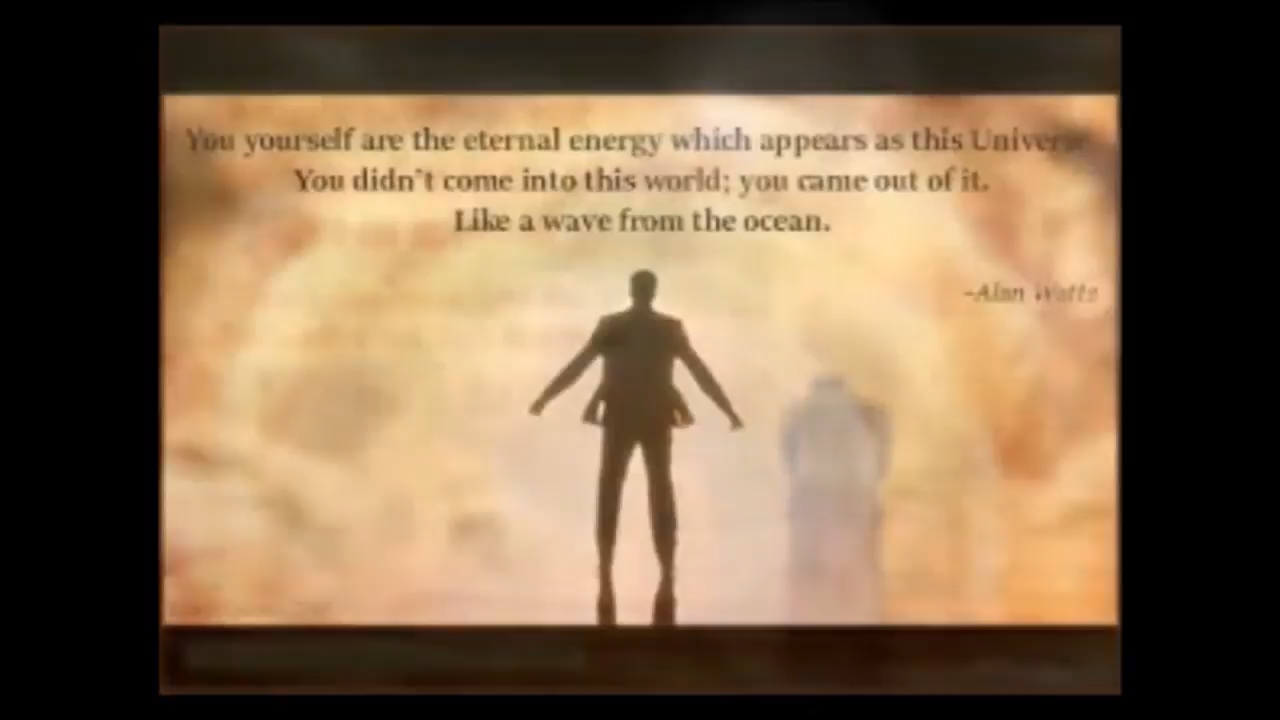 You yourself are the eternal energy which appears as this Universe
You didn't come into this world; you came out of it.
Like a wave from the ocean.
-Alan Watts